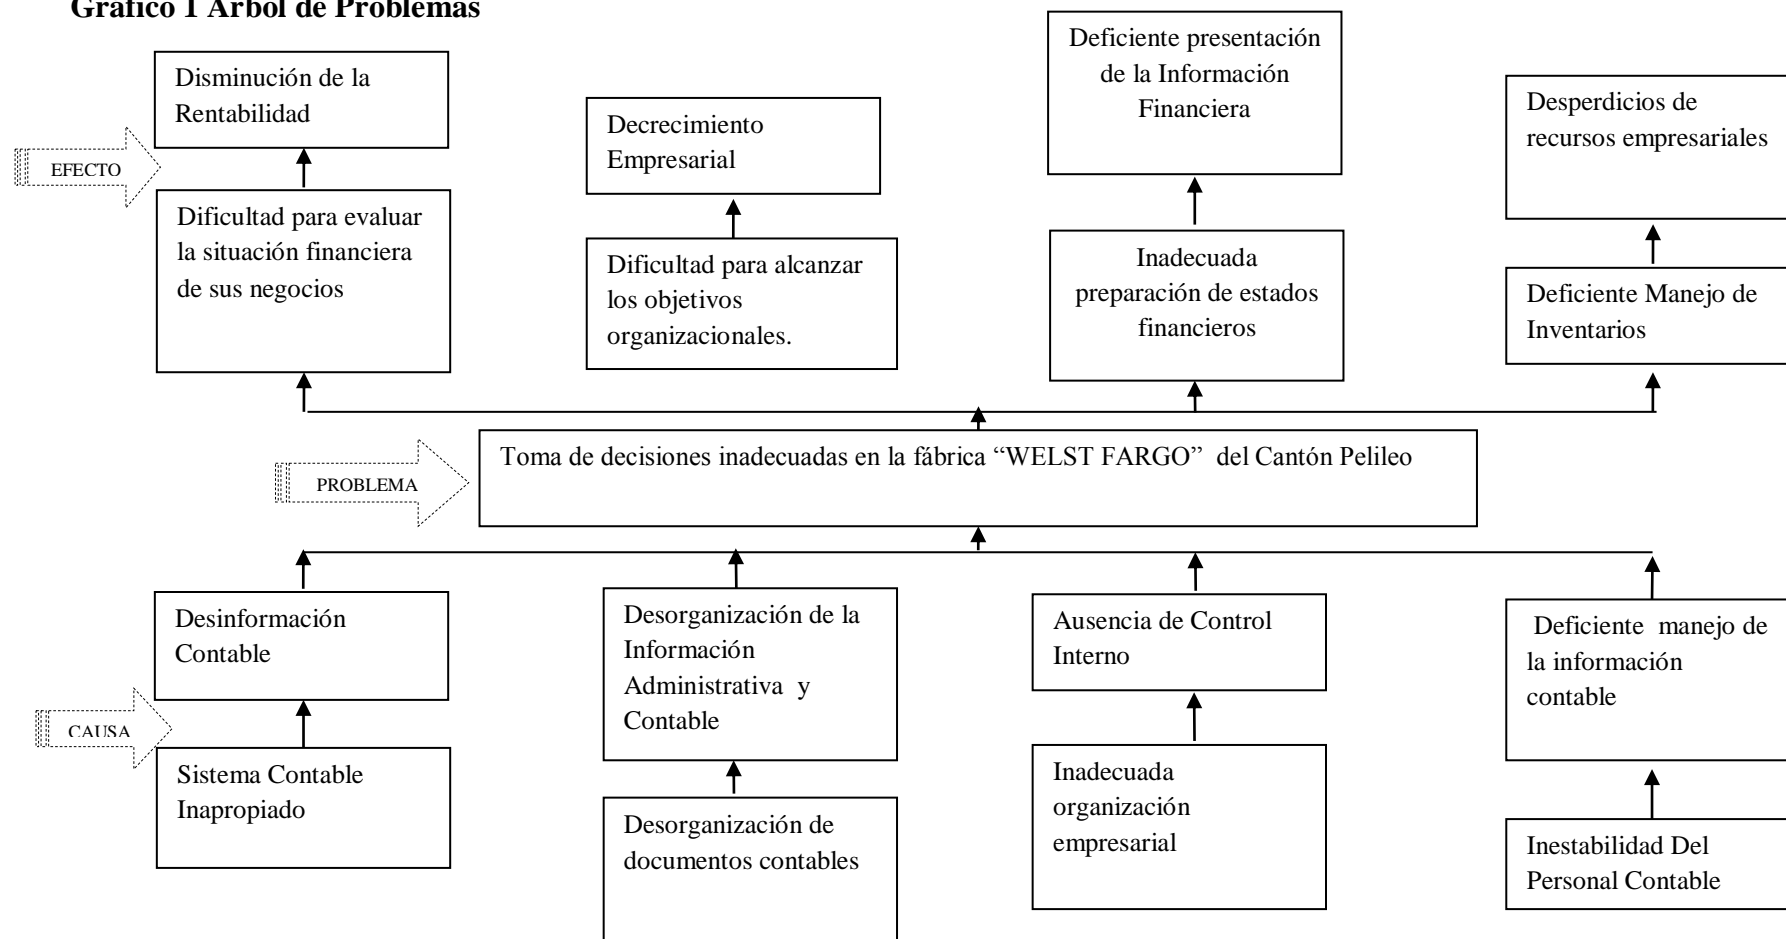 Gráfico 1 Árbol de Problemas
Disminución de la
Rentabilidad
Decrecimiento
Empresarial
Deficiente presentación
de la Información
Financiera
Desperdicios de
recursos empresariales
EFECTO
Dificultad para evaluar
la situación financiera
de sus negocios
Dificultad para alcanzar
los objetivos
organizacionales.
Inadecuada
preparación de estados
financieros
Deficiente Manejo de
Inventarios
PROBLEMA
Toma de decisiones inadecuadas en la fábrica “WELST FARGO” del Cantón Pelileo
Desinformación
Contable
Desorganización de la
Información
Administrativa y
Contable
Ausencia de Control
Interno
Deficiente manejo de
la información
contable
CAUSA
Sistema Contable
Inapropiado
Desorganización de
documentos contables
Inadecuada
organización
empresarial
Inestabilidad Del
Personal Contable